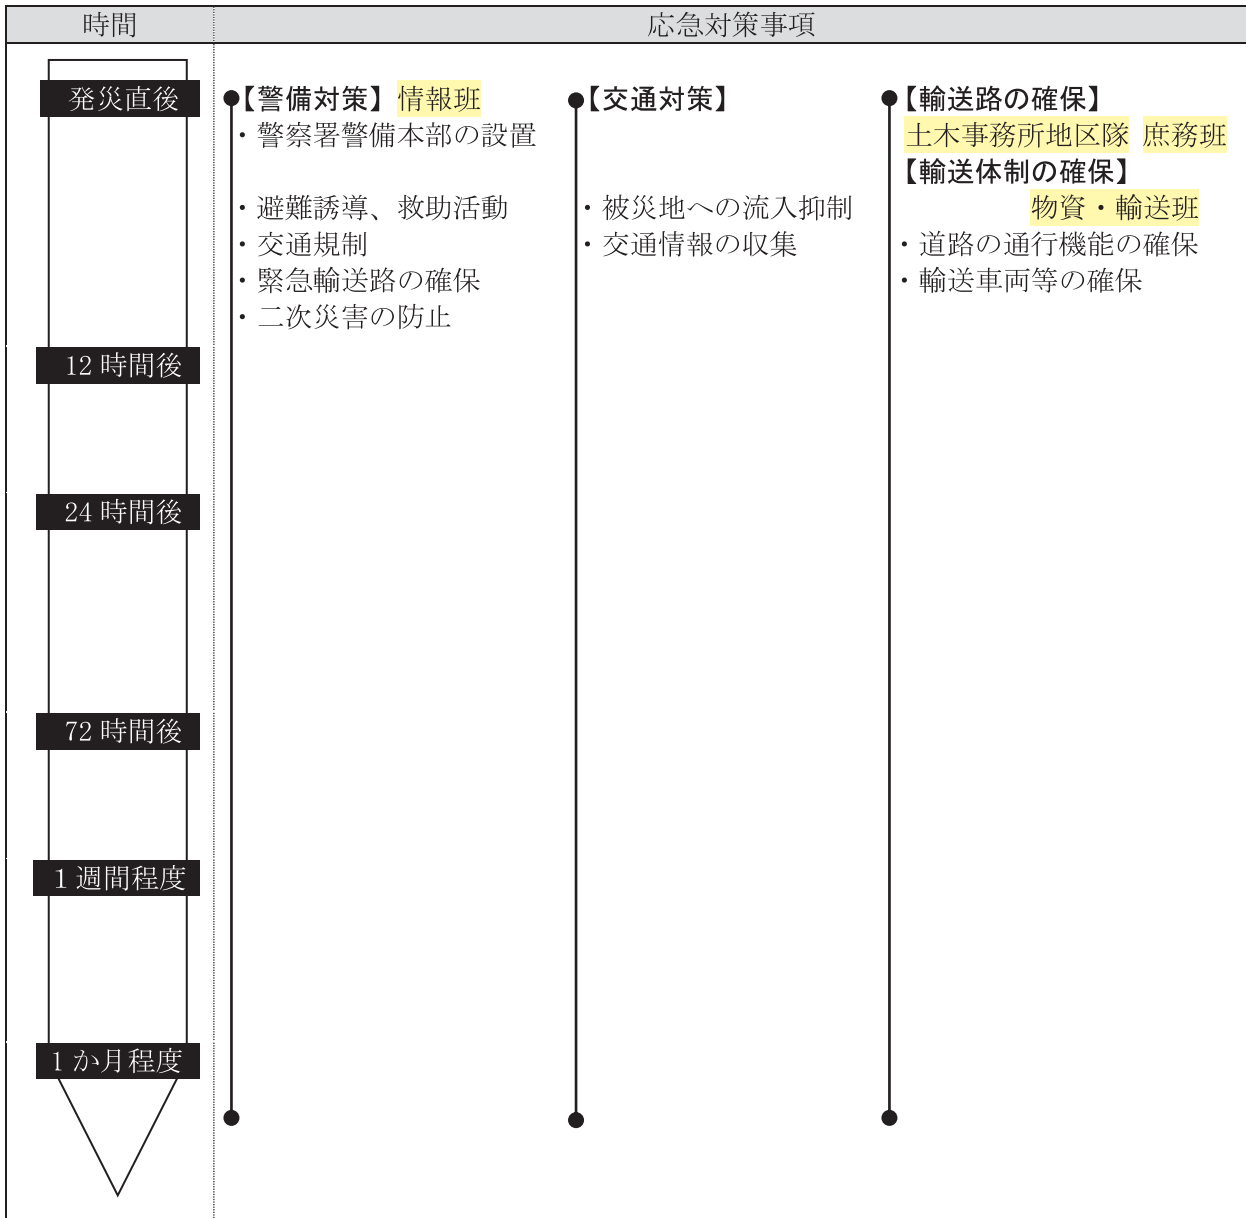 時間
応急対策事項
発災直後
12時間後
24時間後
72時間後
1週間程度
1か月程度
【警備対策】 情報班
・警察署警備本部の設置
・避難誘導、救助活動
・交通規制
・緊急輸送路の確保
・二次災害の防止
【交通対策】
・被災地への流入抑制
・交通情報の収集
【輸送路の確保】
土木事務所地区隊 庶務班
【輸送体制の確保】
物資・輸送班
・道路の通行機能の確保
・輸送車両等の確保